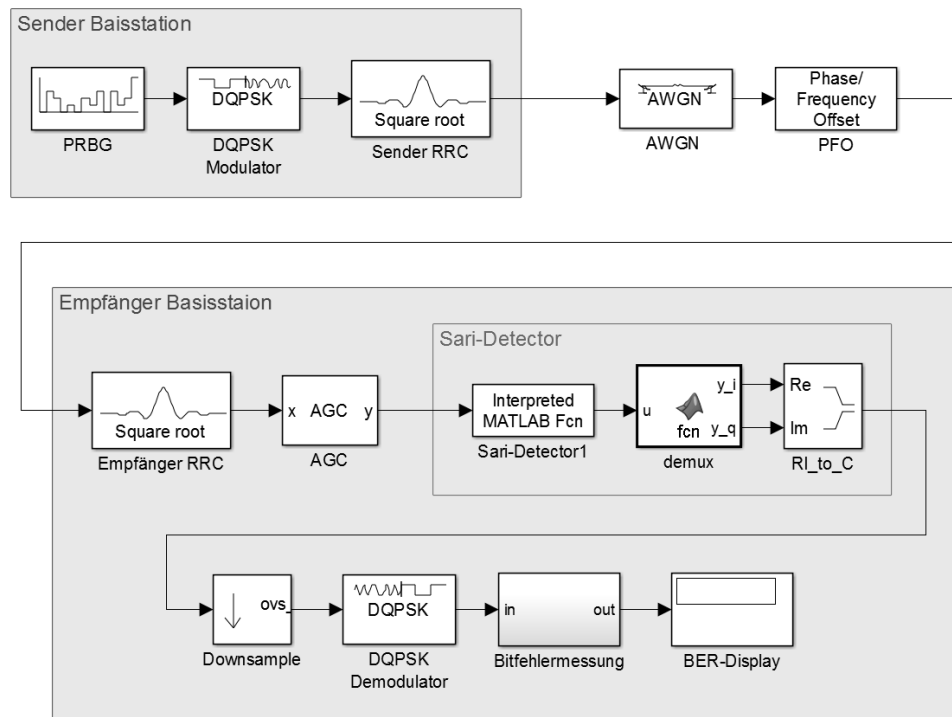 Sender Baisstation
PRBG
DQPSK
DQPSK
Modulator
Square root
Sender RRC
AWGN
AWGN
Phase/
Frequency
Offset
PFO
Empfänger Basisstaion
Square root
Empfänger RRC
x AGC y
AGC
Sari-Detector
Interpreted
MATLAB Fcn
Sari-Detector1
u
y_i
y_q
fcn
demux
Re
Im
RI_to_C
ovs_
Downsample
DQPSK
DQPSK
Demodulator
in out
Bitfehlermessung
BER-Display